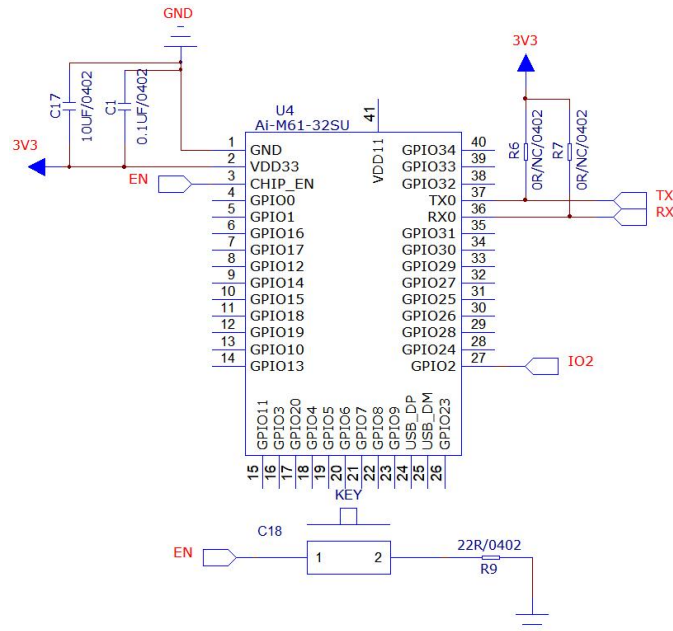 GND
3V3
C17
10UF/0402
C1
0.1UF/0402
3V3
EN
U4
Ai-M61-32SU
41
VDD11
1 GND
2 VDD33
3 CHIP_EN
4 GPIO0
5 GPIO1
6 GPIO16
7 GPIO17
8 GPIO12
9 GPIO14
10 GPIO15
11 GPIO18
12 GPIO19
13 GPIO10
14 GPIO13
GPIO34 40
GPIO33 39
GPIO32 38
TX0 37
RX0 36
GPIO31 35
GPIO30 34
GPIO29 33
GPIO27 32
GPIO25 31
GPIO26 30
GPIO28 29
GPIO24 28
GPIO2 27
R6
0R/NC/0402
R7
0R/NC/0402
TX
RX
IO2
15 GPIO11
16 GPIO3
17 GPIO20
18 GPIO4
19 GPIO5
20 GPIO6
21 GPIO7
22 GPIO8
23 GPIO9
24 USB_DP
25 USB_DM
26 GPIO23
KEY
C18
EN
1 2
22R/0402
R9